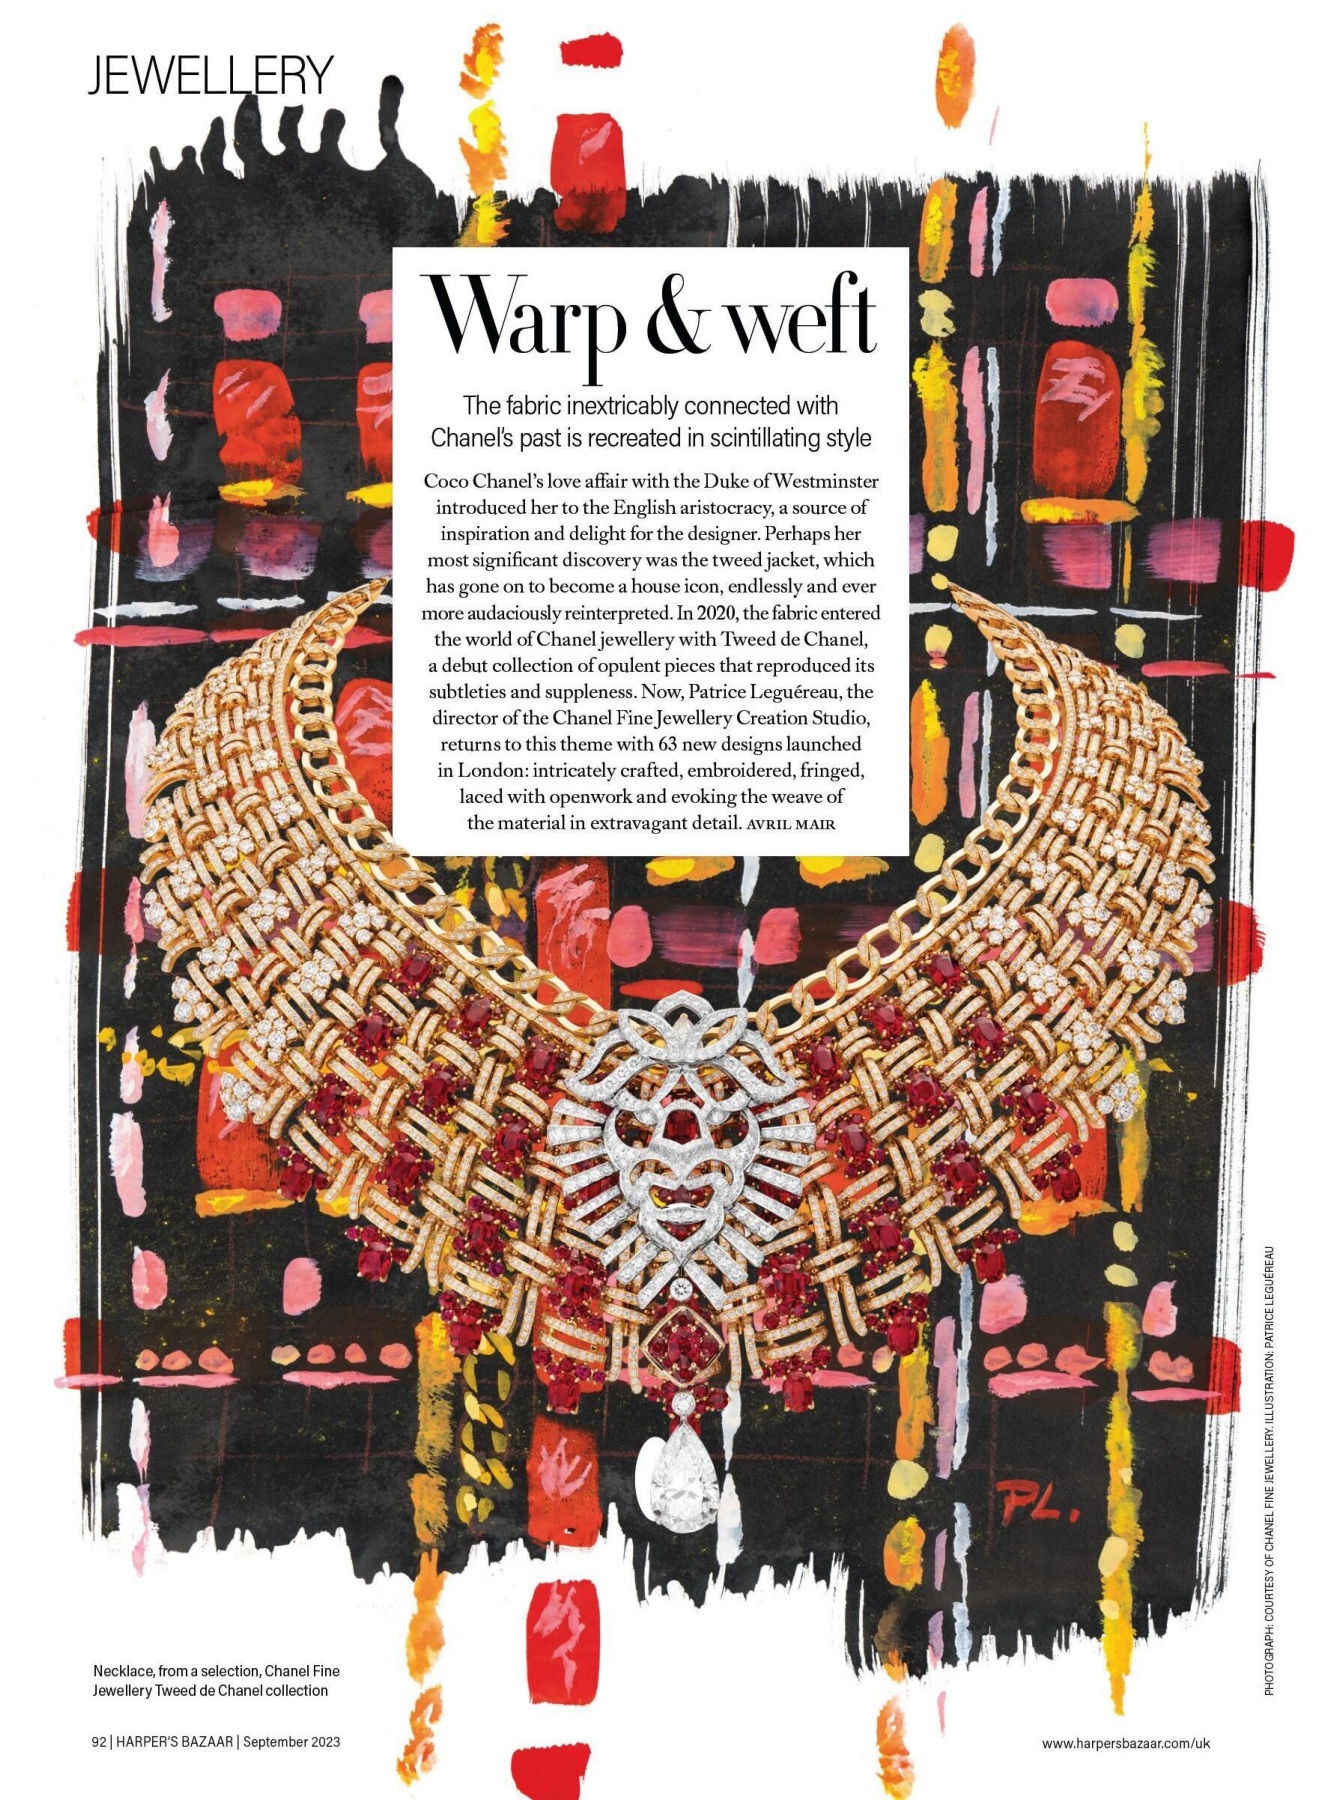 JEWELLERY
Warp & weft
The fabric inextricably connected with
Chanel's past is recreated in scintillating style
Coco Chanel's love affair with the Duke of Westminster
introduced her to the English aristocracy, a source of
inspiration and delight for the designer. Perhaps her
most significant discovery was the tweed jacket, which
has gone on to become a house icon, endlessly and ever
more audaciously reinterpreted. In 2020, the fabric entered
the world of Chanel jewellery with Tweed de Chanel,
a debut collection of opulent pieces that reproduced its
subtleties and suppleness. Now, Patrice Leguéreau, the
director of the Chanel Fine Jewellery Creation Studio,
returns to this theme with 63 new designs launched
in London: intricately crafted, embroidered, fringed,
laced with openwork and evoking the weave of
the material in extravagant detail. AVRIL MAIR
PL.
PHOTOGRAPH: COURTESY OF CHANEL FINE JEWELLERY. ILLUSTRATION: PATRICE LEGUÉREAU
Necklace, from a selection, Chanel Fine
Jewellery Tweed de Chanel collection
92 | HARPER'S BAZAAR | September 2023
www.harpersbazaar.com/uk